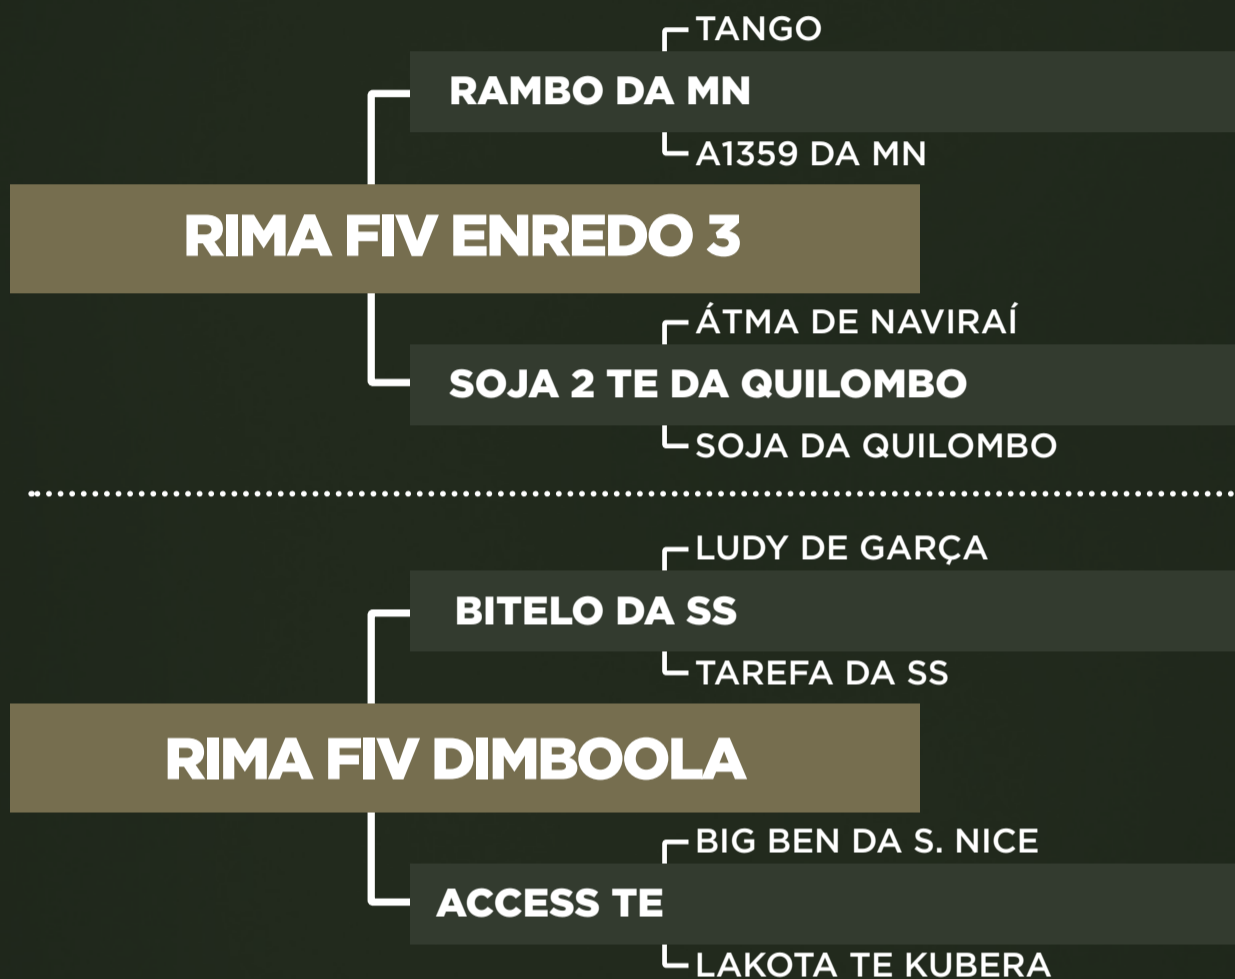 TANGO
RAMBO DA MN
A1359 DA MN
RIMA FIV ENREDO 3
ÁTMA DE NAVIRAÍ
SOJA 2 TE DA QUILOMBO
SOJA DA QUILOMBO
LUDY DE GARÇA
BITELO DA SS
TAREFA DA SS
RIMA FIV DIMBOOLA
BIG BEN DA S. NICE
ACCESS TE
LAKOTA TE KUBERA